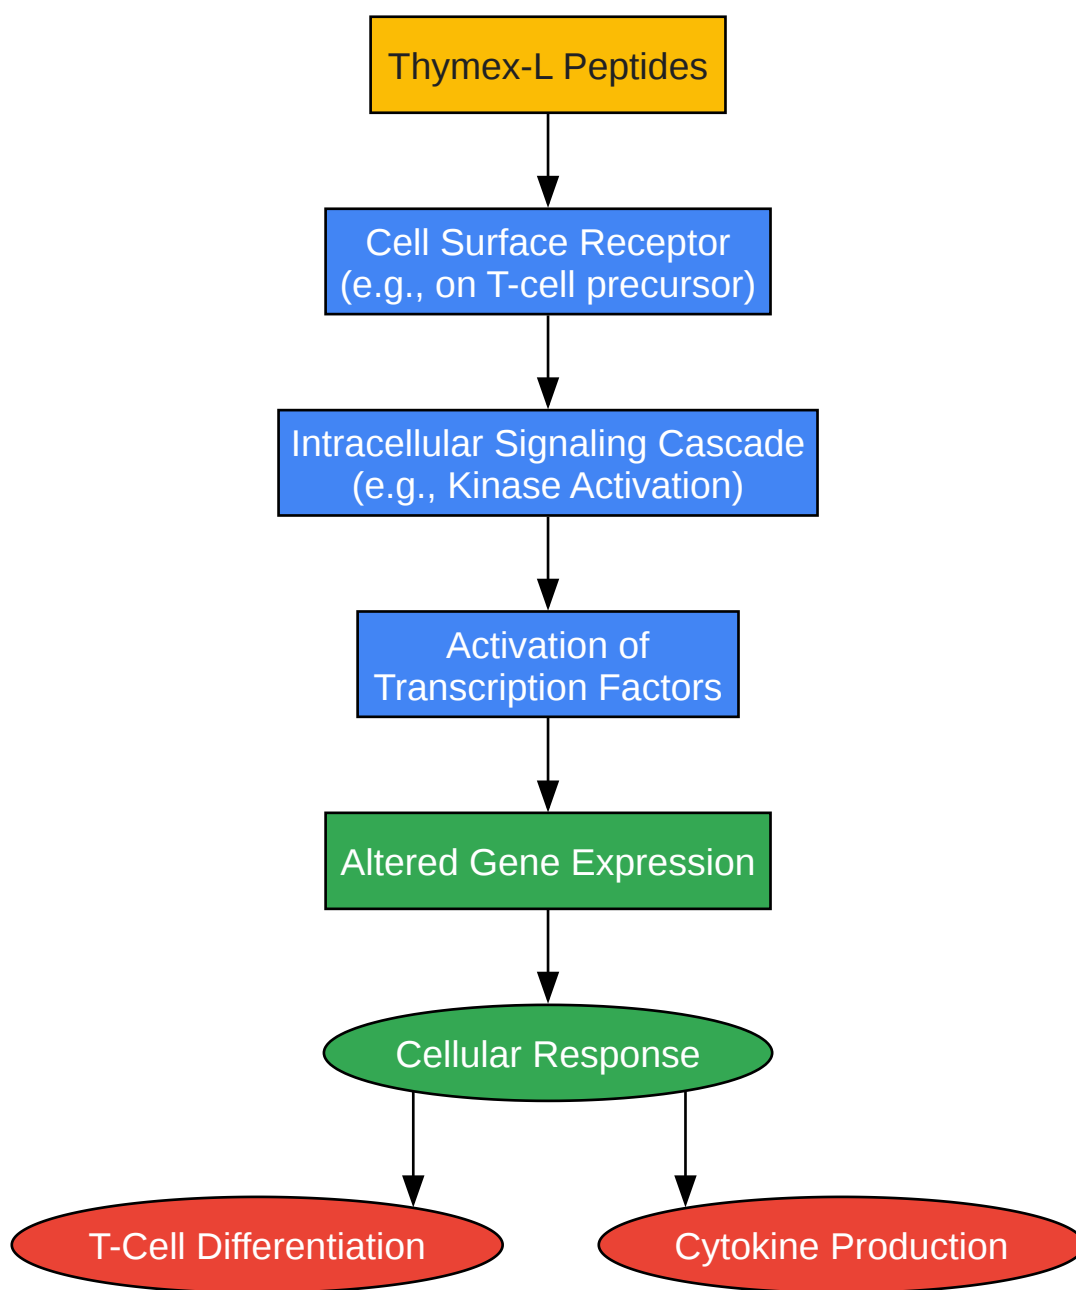 Thymex-L Peptides
Cell Surface Receptor
(e.g., on T-cell precursor)
Intracellular Signaling Cascade
(e.g., Kinase Activation)
Activation of
Transcription Factors
Altered Gene Expression
Cellular Response
T-Cell Differentiation
Cytokine Production